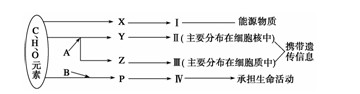 C、H、O元素
X Ⅰ 能源物质
A Y Ⅱ(主要分布在细胞核中)
Z Ⅲ(主要分布在细胞质中)
携带遗传信息
B P Ⅳ 承担生命活动